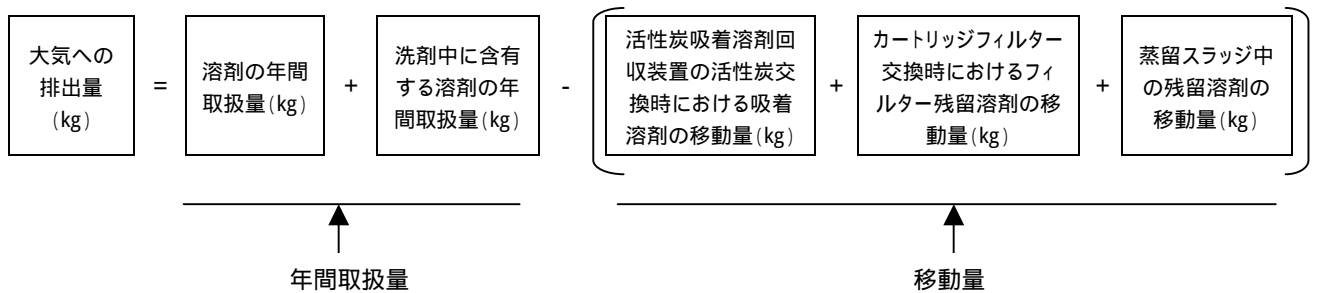 大気への
排出量
(kg)
=
溶剤の年間
取扱量(kg)
+
洗剤中に含有
する溶剤の年
間取扱量(kg)
-
活性炭吸着溶剤回
収装置の活性炭交
換時における吸着
溶剤の移動量(kg)
+
カートリッジフィルター
交換時におけるフィ
ルター残留溶剤の移
動量(kg)
+
蒸留スラッジ中
の残留溶剤の
移動量(kg)
年間取扱量
移動量